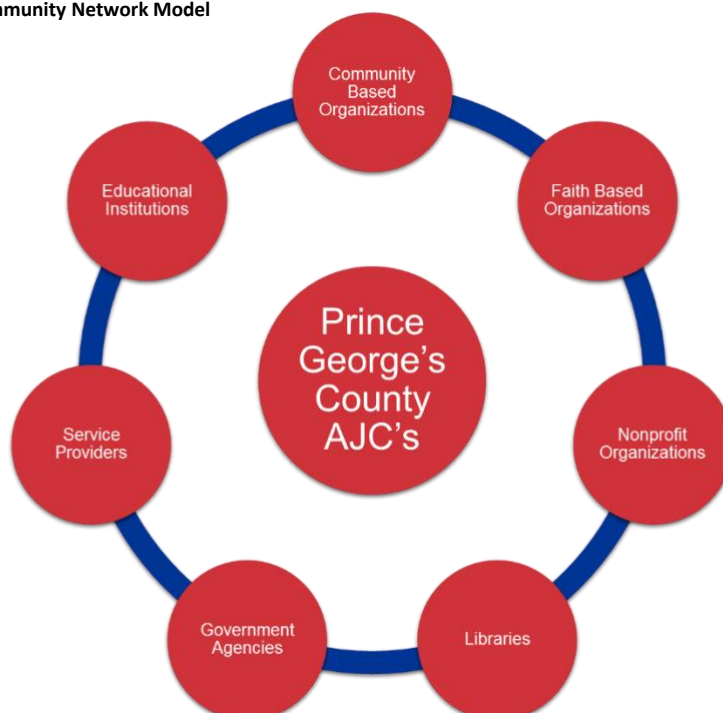 mmunity Network Model
Community
Based
Organizations
Faith Based
Organizations
Nonprofit
Organizations
Libraries
Government
Agencies
Service
Providers
Educational
Institutions
Prince
George’s
County
AJC’s